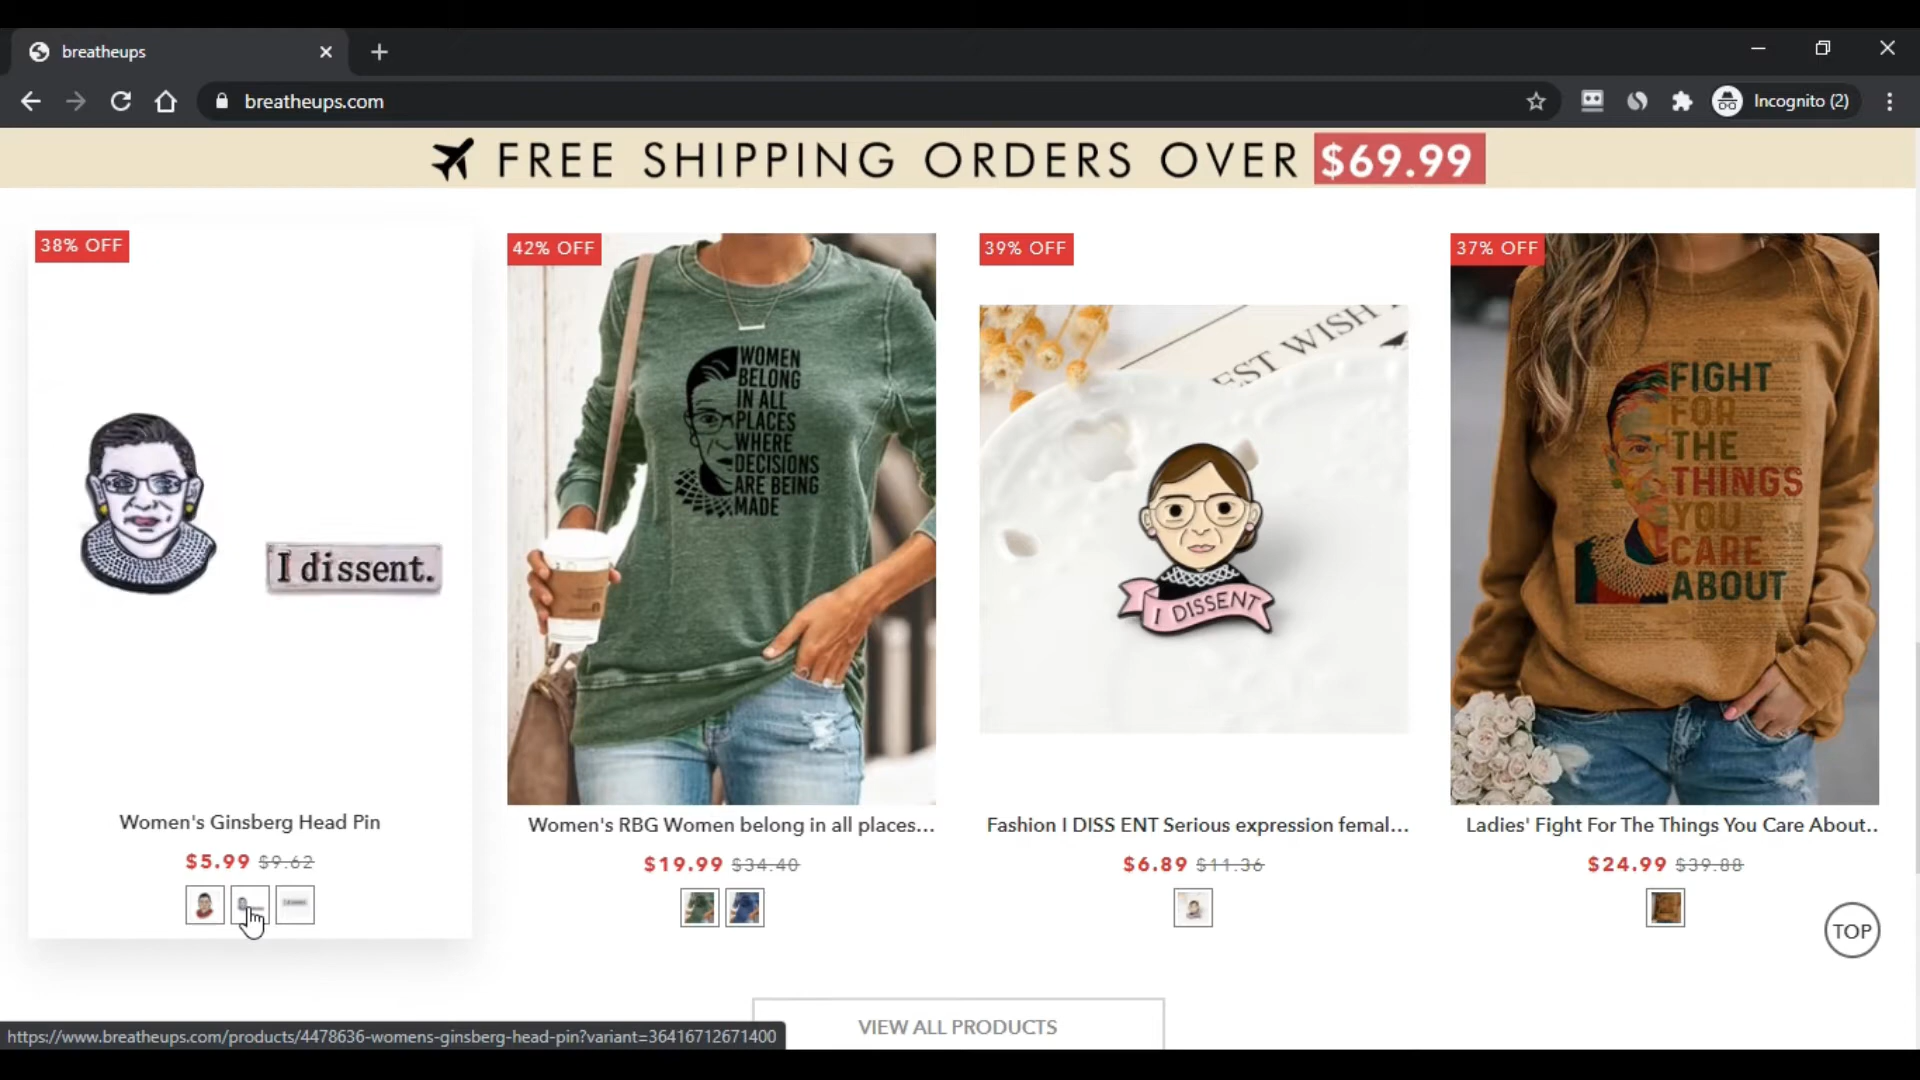 breatheups
breatheups.com
Incognito (2)
FREE SHIPPING ORDERS OVER $69.99
38% OFF
I dissent.
Women's Ginsberg Head Pin
$5.99 $9.62
42% OFF
WOMEN
BELONG
IN ALL
PLACES
WHERE
DECISIONS
ARE BEING
MADE
Women's RBG Women belong in all places...
$19.99 $34.40
39% OFF
EST WISH
I DISSENT
Fashion I DISS ENT Serious expression femal...
$6.89 $11.36
37% OFF
FIGHT
FOR
THE
THINGS
YOU
CARE
ABOUT
Ladies' Fight For The Things You Care About..
$24.99 $39.88
TOP
VIEW ALL PRODUCTS
https://www.breatheups.com/products/4478636-womens-ginsberg-head-pin?variant=36416712671400